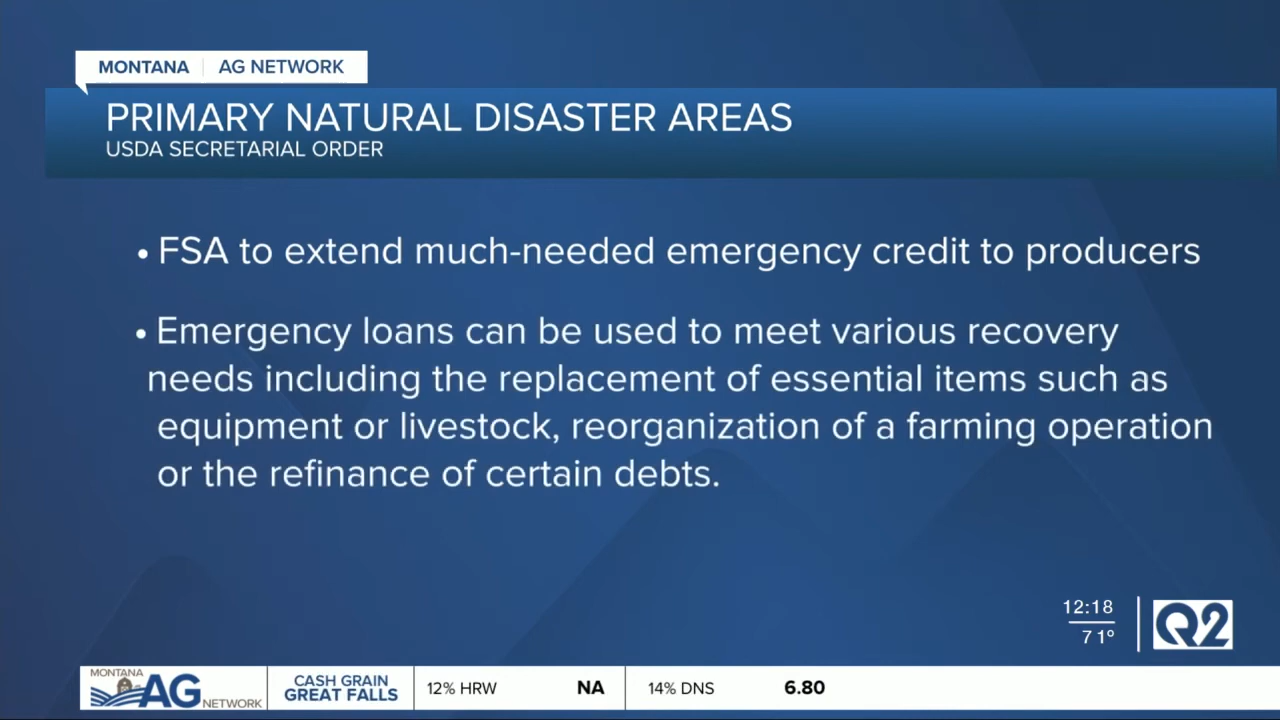 MONTANA | AG NETWORK
PRIMARY NATURAL DISASTER AREAS
USDA SECRETARIAL ORDER
• FSA to extend much-needed emergency credit to producers
• Emergency loans can be used to meet various recovery
needs including the replacement of essential items such as
equipment or livestock, reorganization of a farming operation
or the refinance of certain debts.
12:18
71°
Q2
MONTANA
AG NETWORK
CASH GRAIN
GREAT FALLS
12% HRW NA
14% DNS 6.80